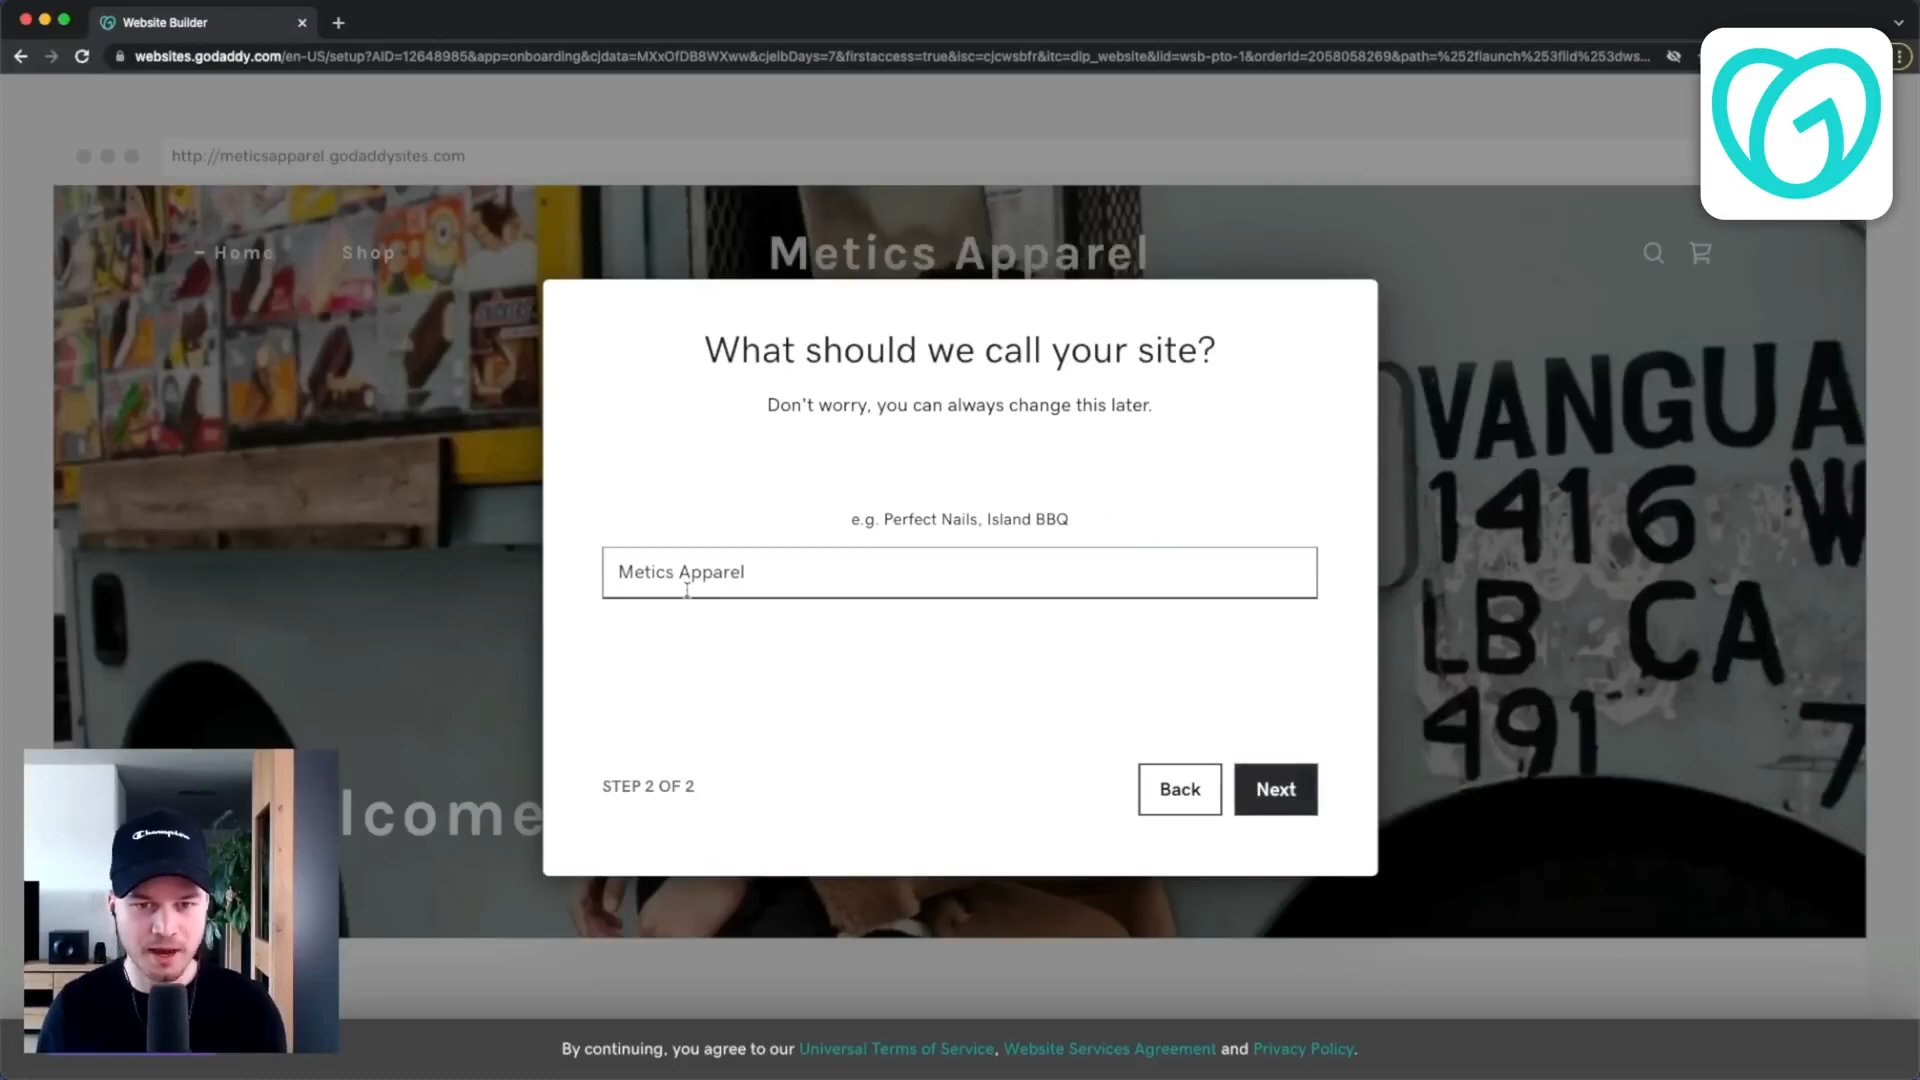 Website Builder
websites.godaddy.com/en-US/setup?AID=12648985&app=onboarding&cjdata=MXxOfDB8WXww&cjelbDays=7&firstaccess=true&isc=cjcwsbfr&itc=dlp_website&lid=wsb-pto-1&orderId=2058058269&path=%252flaunch%253flid%253dws...
http://meticsapparel.godaddysites.com
– Home
Shop
Metics Apparel
What should we call your site?
Don't worry, you can always change this later.
e.g. Perfect Nails, Island BBQ
Metics Apparel
STEP 2 OF 2
Back
Next
lcome
VANGUA
1416 W
LB CA
491 7
Champion
By continuing, you agree to our Universal Terms of Service, Website Services Agreement and Privacy Policy.